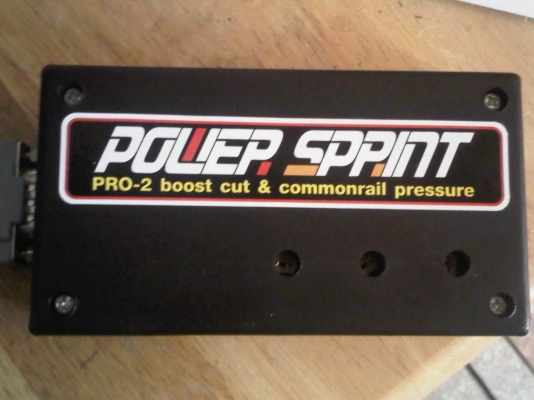 POWER SPRINT
PRO-2 boost cut & commonrail pressure